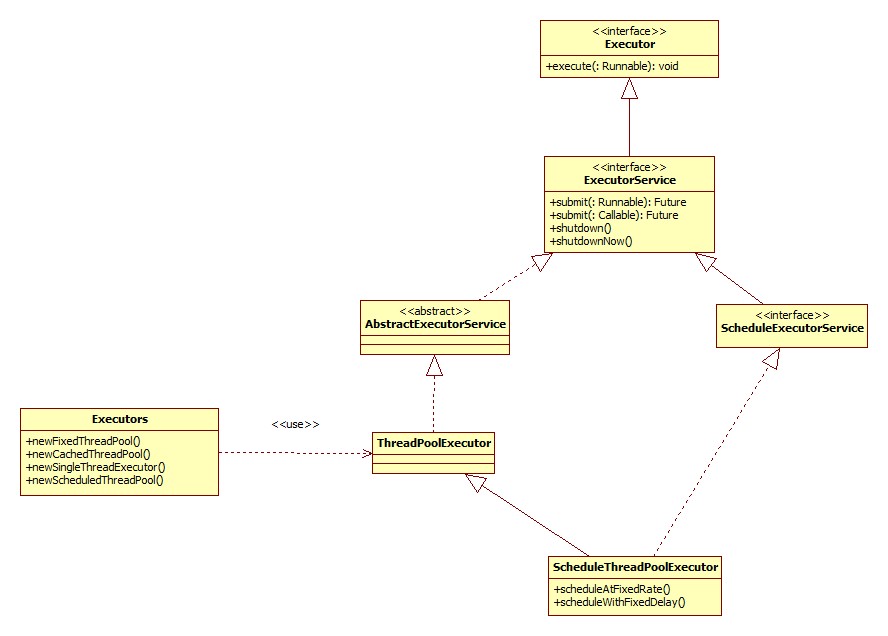 <<interface>>
Executor
+execute(: Runnable): void
<<interface>>
ExecutorService
+submit(: Runnable): Future
+submit(: Callable): Future
+shutdown()
+shutdownNow()
<<abstract>>
AbstractExecutorService
<<interface>>
ScheduleExecutorService
Executors
+newFixedThreadPool()
+newCachedThreadPool()
+newSingleThreadExecutor()
+newScheduledThreadPool()
<<use>>
ThreadPoolExecutor
ScheduleThreadPoolExecutor
+scheduleAtFixedRate()
+scheduleWithFixedDelay()